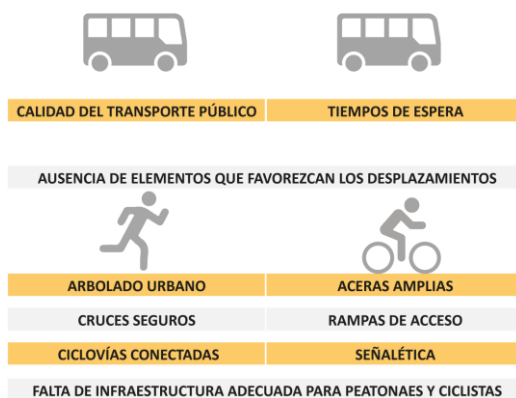 CALIDAD DEL TRANSPORTE PÚBLICO TIEMPOS DE ESPERA
AUSENCIA DE ELEMENTOS QUE FAVOREZCAN LOS DESPLAZAMIENTOS
ARBOLADO URBANO ACERAS AMPLIAS
CRUCES SEGUROS RAMPAS DE ACCESO
CICLOVÍAS CONECTADAS SEÑALÉTICA
FALTA DE INFRAESTRUCTURA ADECUADA PARA PEATONAES Y CICLISTAS